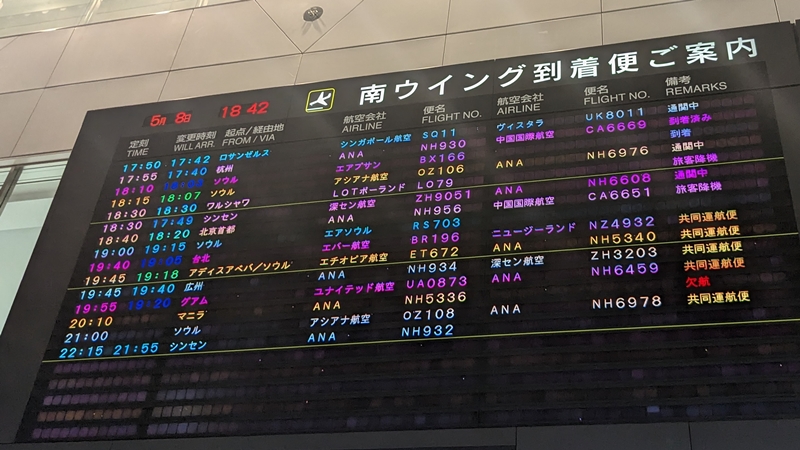 南ウイング到着便ご案内
5月 8日 18 42
定刻 変更時刻 起点/経由地 航空会社 便名 航空会社 便名 備考
TIME WILL ARR. FROM / VIA AIRLINE FLIGHT NO. AIRLINE FLIGHT NO. REMARKS
17:50 17:42 ロサンゼルス シンガポール航空 SQ11 ヴィスタラ UK8011 通関中
17:55 17:40 杭州 ANA NH930 中国国際航空 CA6669 到着済み
18:10 ソウル エアプサン BX166 到着
18:15 18:07 ソウル アシアナ航空 OZ106 ANA NH6976 通関中
18:30 18:30 ワルシャワ LOTポーランド LO79 旅客降機
18:30 17:49 シンセン 深セン航空 ZH9051 ANA NH6608 通関中
18:40 18:20 北京首都 ANA NH956 中国国際航空 CA6651 旅客降機
19:00 19:15 ソウル エアソウル RS703
19:40 19:05 台北 エバー航空 BR196 ニュージーランド NZ4932 共同運航便
19:45 19:18 アディスアベバ/ソウル エチオピア航空 ET672 ANA NH5340 共同運航便
19:45 19:40 広州 ANA NH934 深セン航空 ZH3203 共同運航便
19:55 19:20 グアム ユナイテッド航空 UA0873 ANA NH6459 共同運航便
20:10 マニラ ANA NH5336 欠航
21:00 ソウル アシアナ航空 OZ108 ANA NH6978 共同運航便
22:15 21:55 シンセン ANA NH932